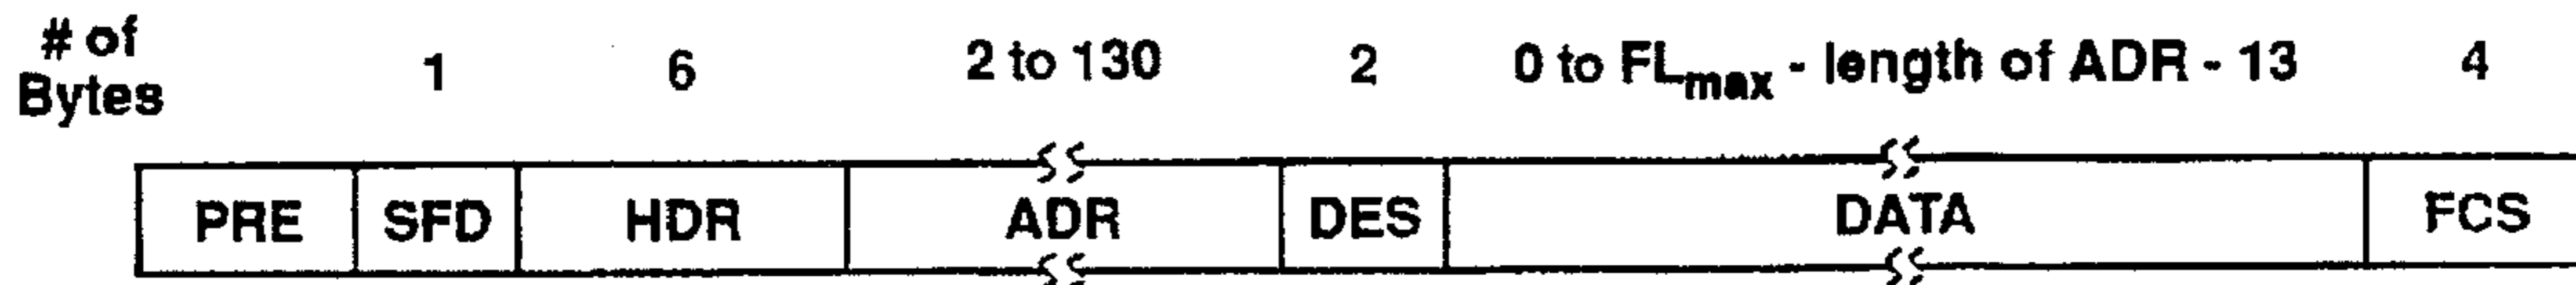 # of
Bytes 1 6 2 to 130 2 0 to FLmax - length of ADR - 13 4
PRE SFD HDR ADR DES DATA FCS